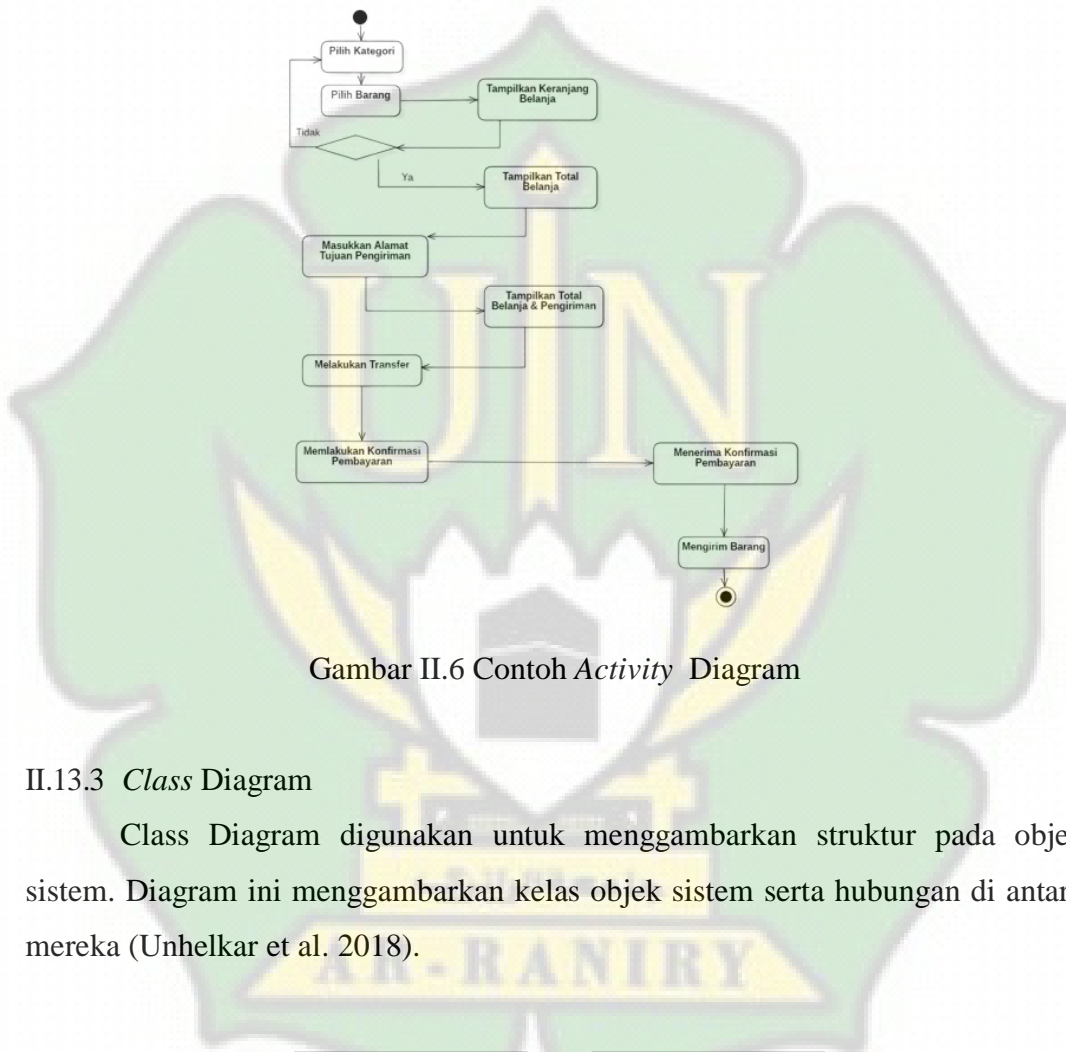 Pilih Kategori
Pilih Barang
Tampilkan Keranjang
Belanja
Tidak
Ya
Tampilkan Total
Belanja
Masukkan Alamat
Tujuan Pengiriman
Tampilkan Total
Belanja & Pengiriman
Melakukan Transfer
Memlakukan Konfirmasi
Pembayaran
Menerima Konfirmasi
Pembayaran
Mengirim Barang
UIN
Gambar II.6 Contoh Activity Diagram
II.13.3 Class Diagram
Class Diagram digunakan untuk menggambarkan struktur pada obje
sistem. Diagram ini menggambarkan kelas objek sistem serta hubungan di antar
mereka (Unhelkar et al. 2018).
AR-RANIRY